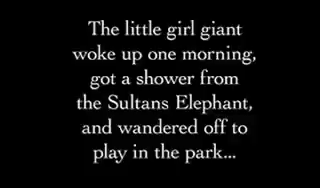 The little girl giant
woke up one morning,
got a shower from
the Sultans Elephant,
and wandered off to
play in the park...